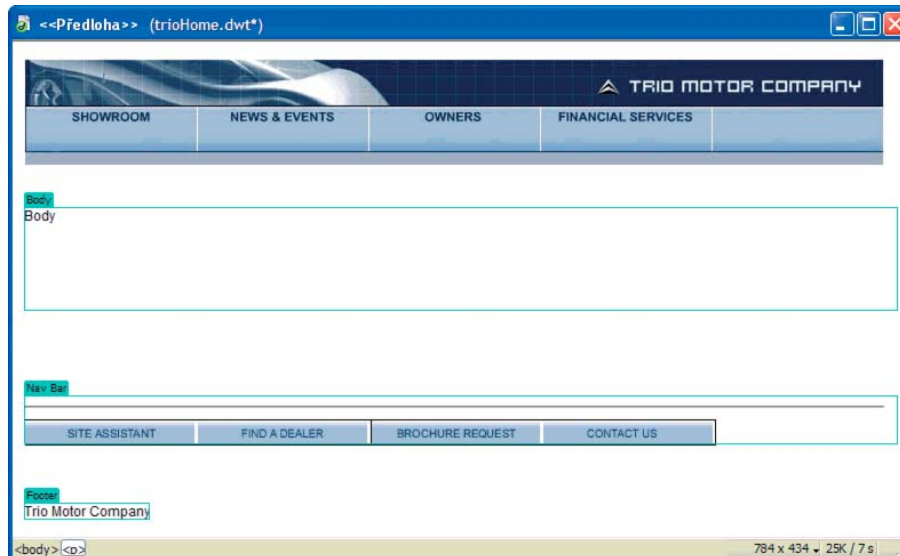 <<Předloha>> (trioHome.dwt*)
TRIO MOTOR COMPANY
SHOWROOM NEWS & EVENTS OWNERS FINANCIAL SERVICES
Body
Body
Nav Bar
SITE ASSISTANT FIND A DEALER BROCHURE REQUEST CONTACT US
Footer
Trio Motor Company
<body> <p> 784 x 434 25K / 7 s